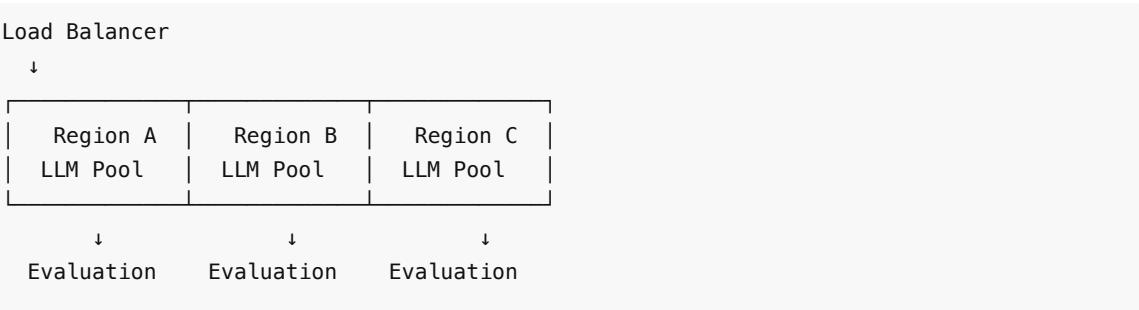 Load Balancer
  ↓
┌─────────────┬─────────────┬─────────────┐
│   Region A  │   Region B  │   Region C  │
│  LLM Pool   │  LLM Pool   │  LLM Pool   │
└─────────────┴─────────────┴─────────────┘
       ↓              ↓              ↓
  Evaluation    Evaluation    Evaluation